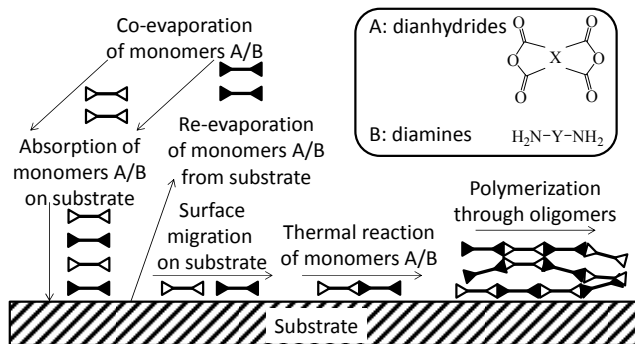 Co-evaporation
of monomers A/B
Absorption of
monomers A/B
on substrate
Re-evaporation
of monomers A/B
from substrate
Surface
migration
on substrate
Thermal reaction
of monomers A/B
Polymerization
through oligomers
A: dianhydrides
O O
O X O
O O
B: diamines H₂N-Y-NH₂
Substrate